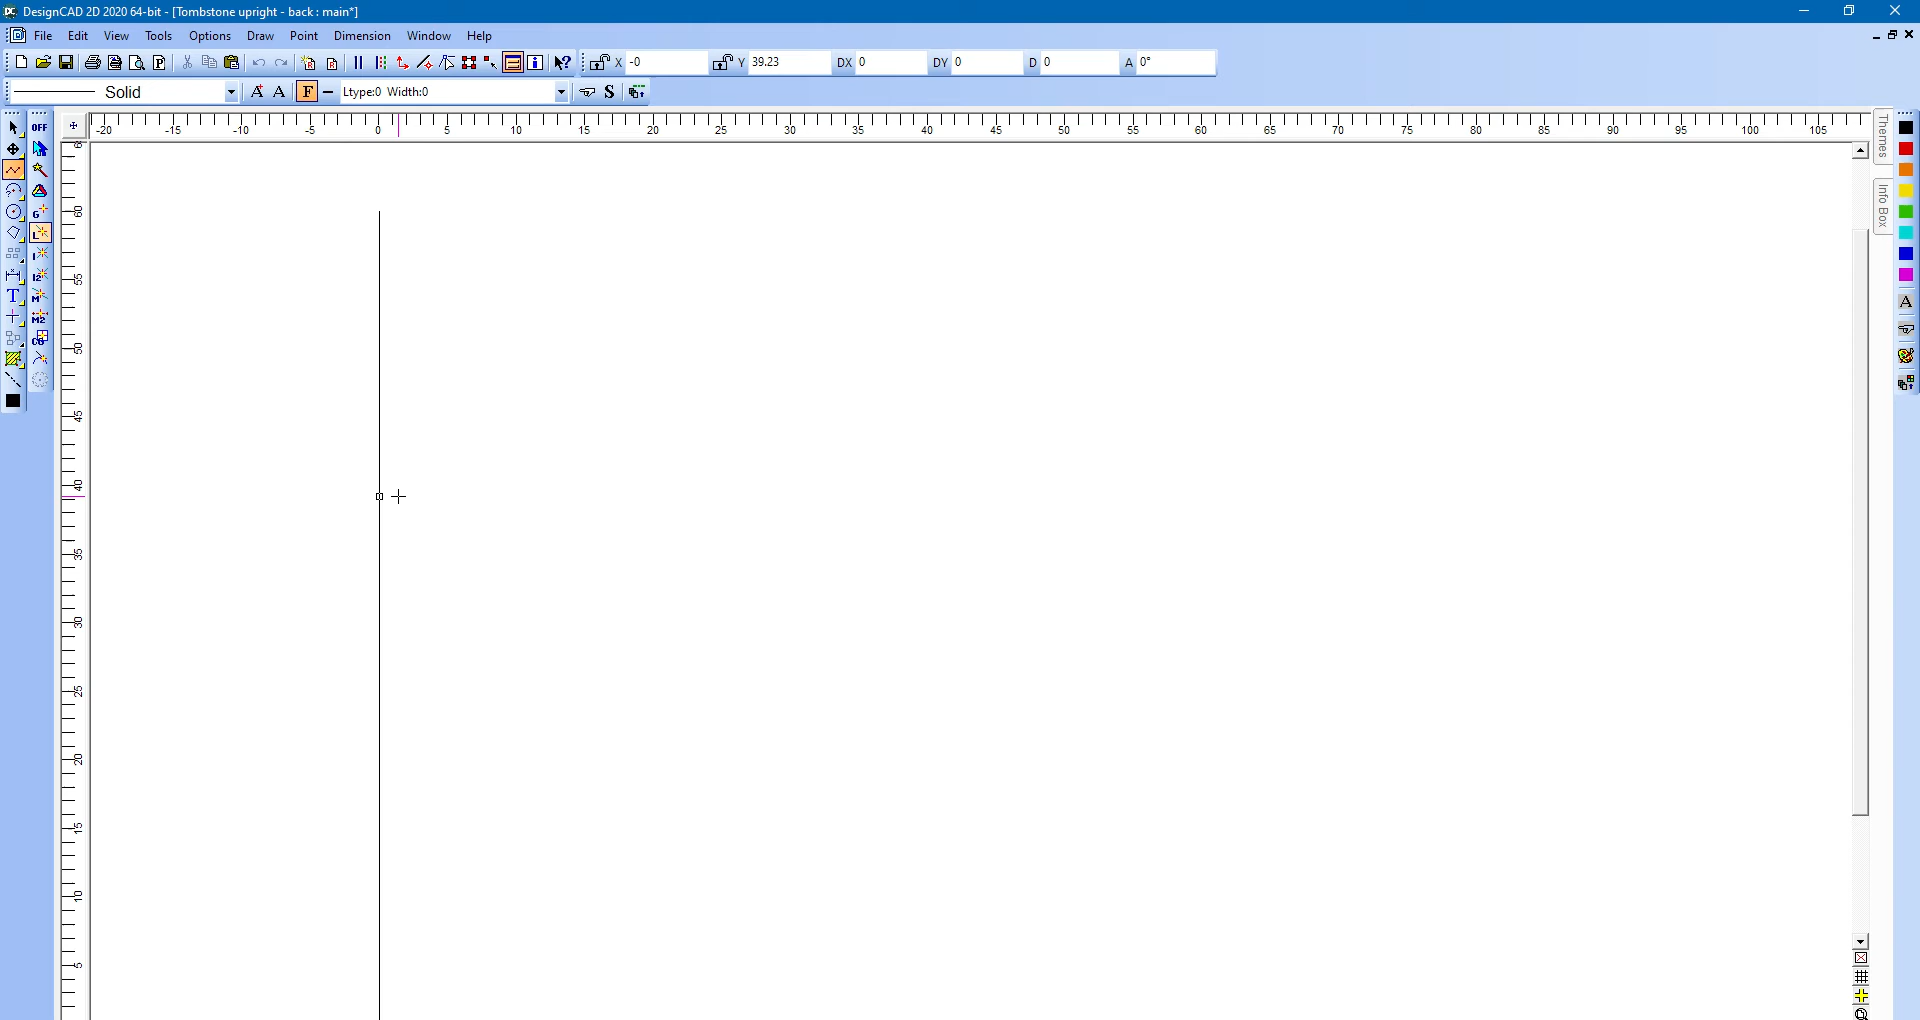 DesignCAD 2D 2020 64-bit - [Tombstone upright - back : main*]
File Edit View Tools Options Draw Point Dimension Window Help
X -0 Y 39.23 DX 0 DY 0 D 0 A 0°
Solid A A F Ltype:0 Width:0 S
OFF
-20 -15 -10 -5 0 5 10 15 20 25 30 35 40 45 50 55 60 65 70 75 80 85 90 95 100 105
Themes
Info Box
60
55
50
45
40
35
30
25
20
15
10
5
G
L
I
I2
M
T
M2
CG
A